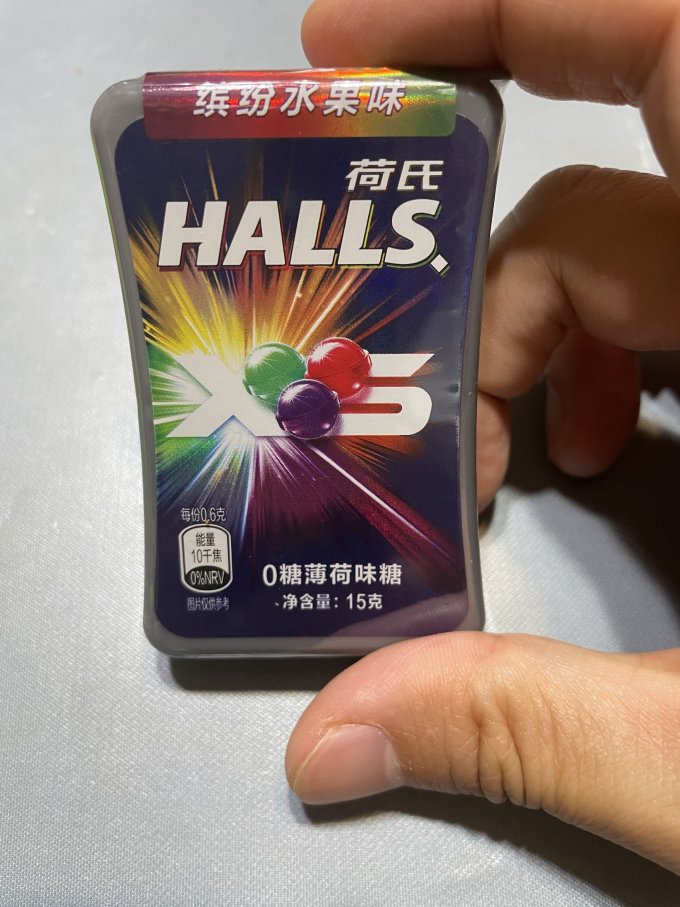 缤纷水果味
荷氏
HALLS
XS
每份0.6克
能量
10千焦
0%NRV
图片仅供参考
0糖薄荷味糖
净含量：15克